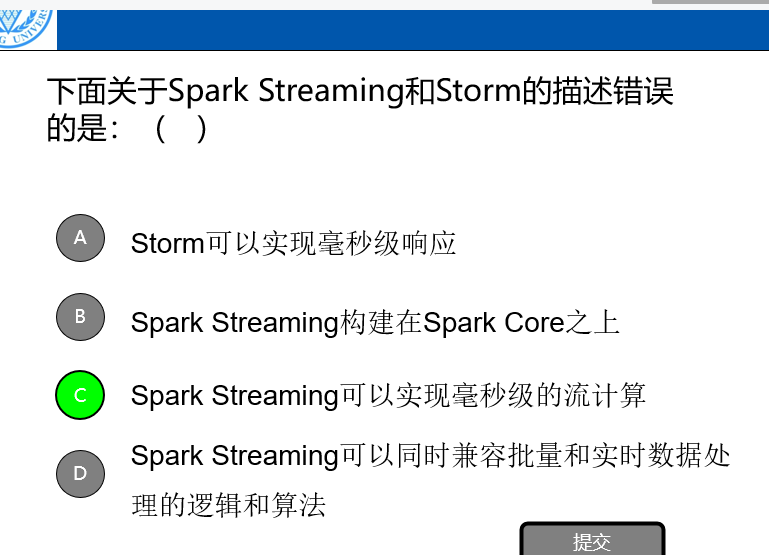 G UNIVER
下面关于Spark Streaming和Storm的描述错误
的是：（ ）
A Storm可以实现毫秒级响应
B Spark Streaming构建在Spark Core之上
C Spark Streaming可以实现毫秒级的流计算
D Spark Streaming可以同时兼容批量和实时数据处
理的逻辑和算法
提交